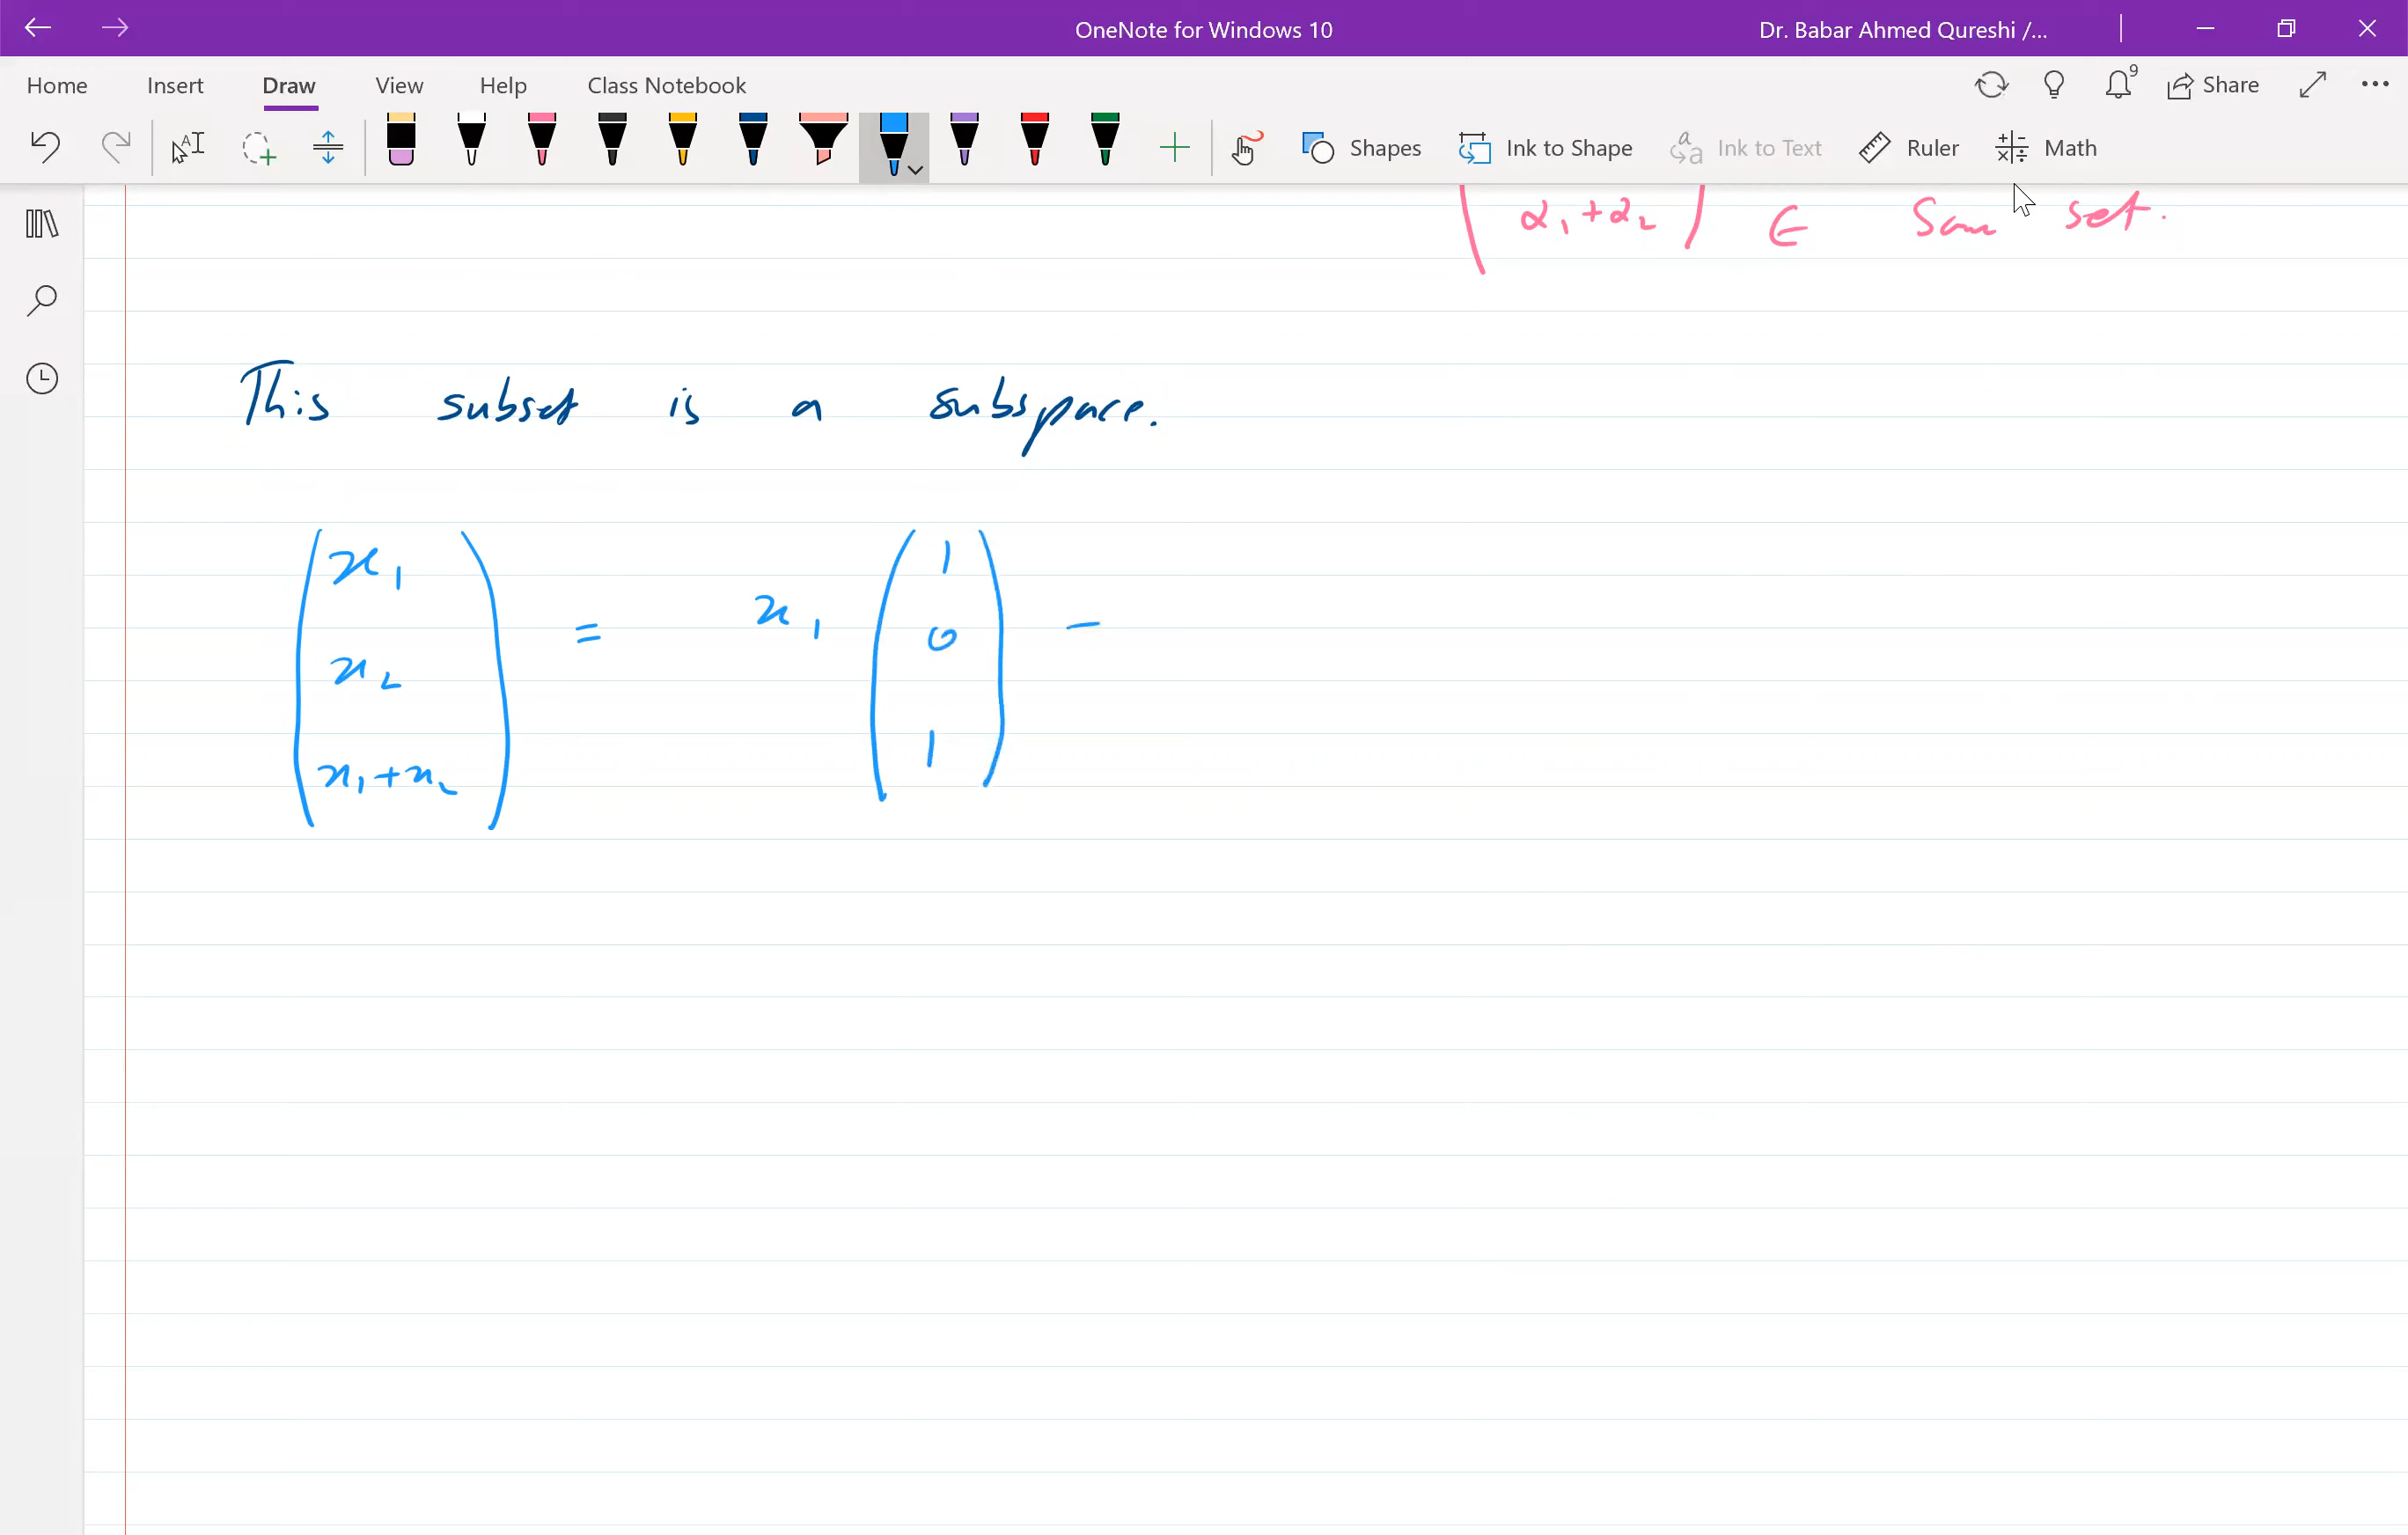 OneNote for Windows 10 Dr. Babar Ahmed Qureshi /...
Home Insert Draw View Help Class Notebook 9 Share
Shapes Ink to Shape Ink to Text Ruler Math
α₁+α₂ ∈ Sam set.
This subset is a subspace.
x₁ 1
= x₁ 0 −
x₂
x₁+x₂ 1